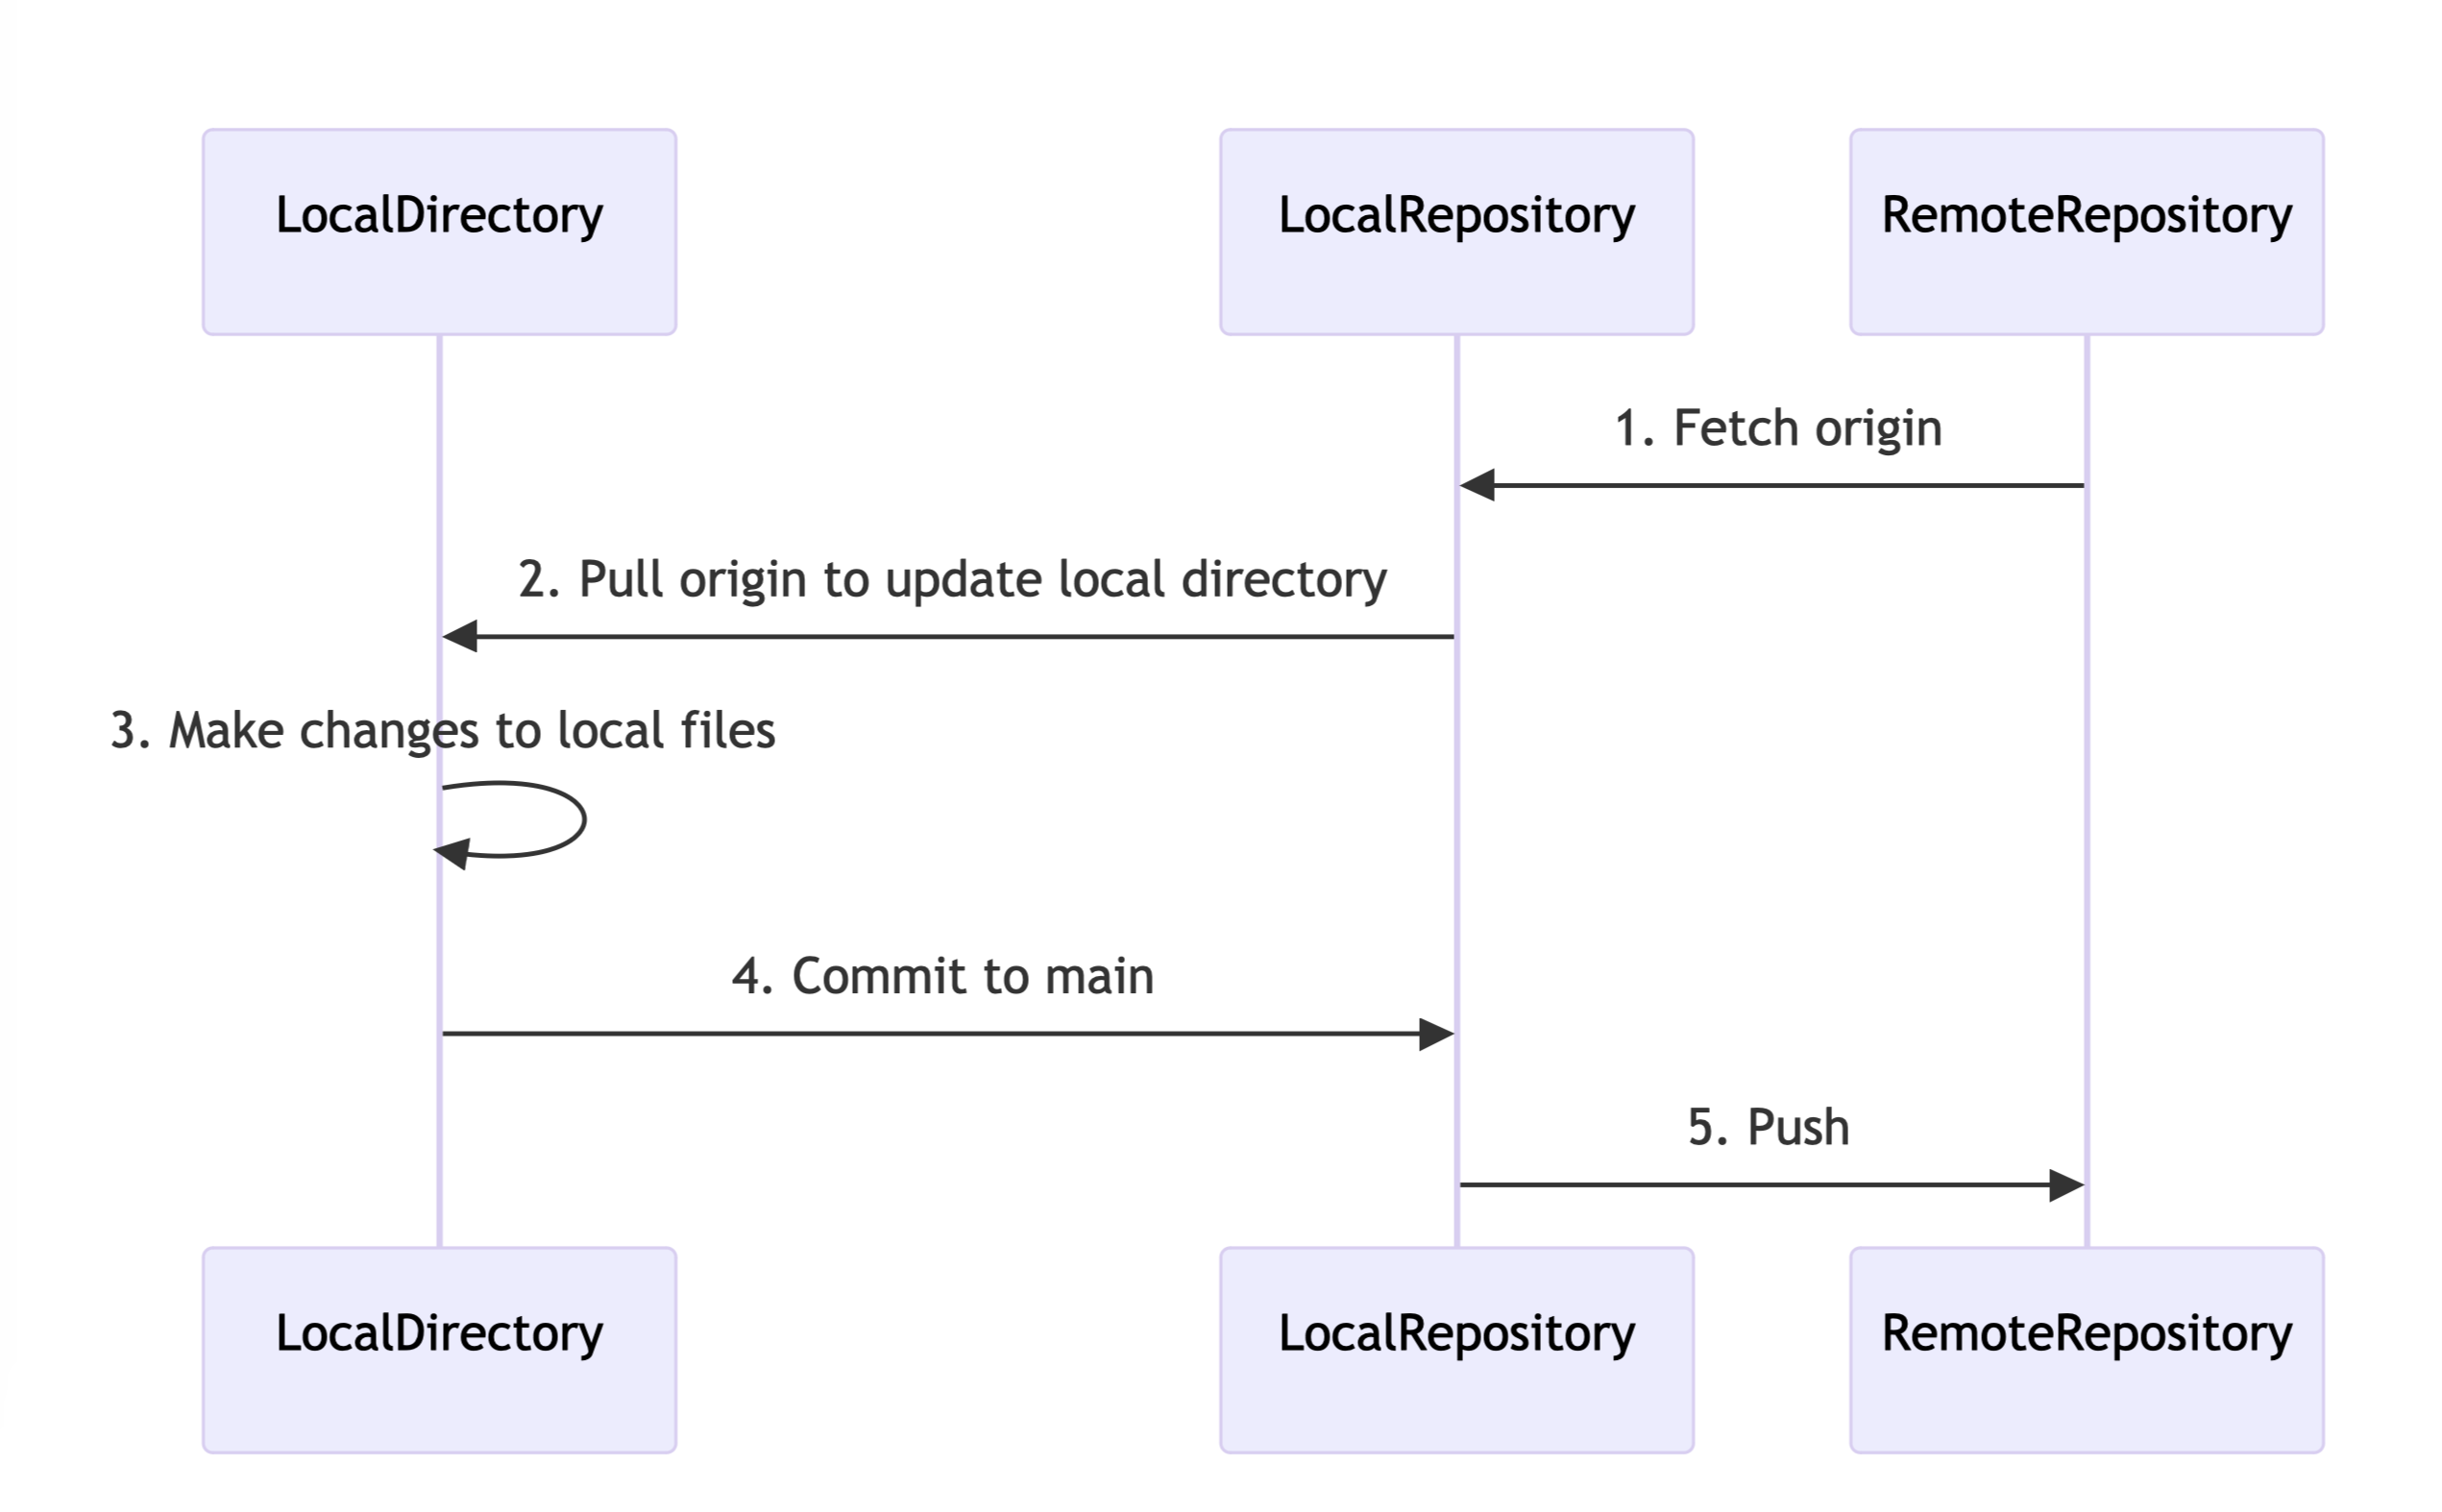 LocalDirectory
LocalRepository
RemoteRepository
1. Fetch origin
2. Pull origin to update local directory
3. Make changes to local files
4. Commit to main
5. Push
LocalDirectory
LocalRepository
RemoteRepository